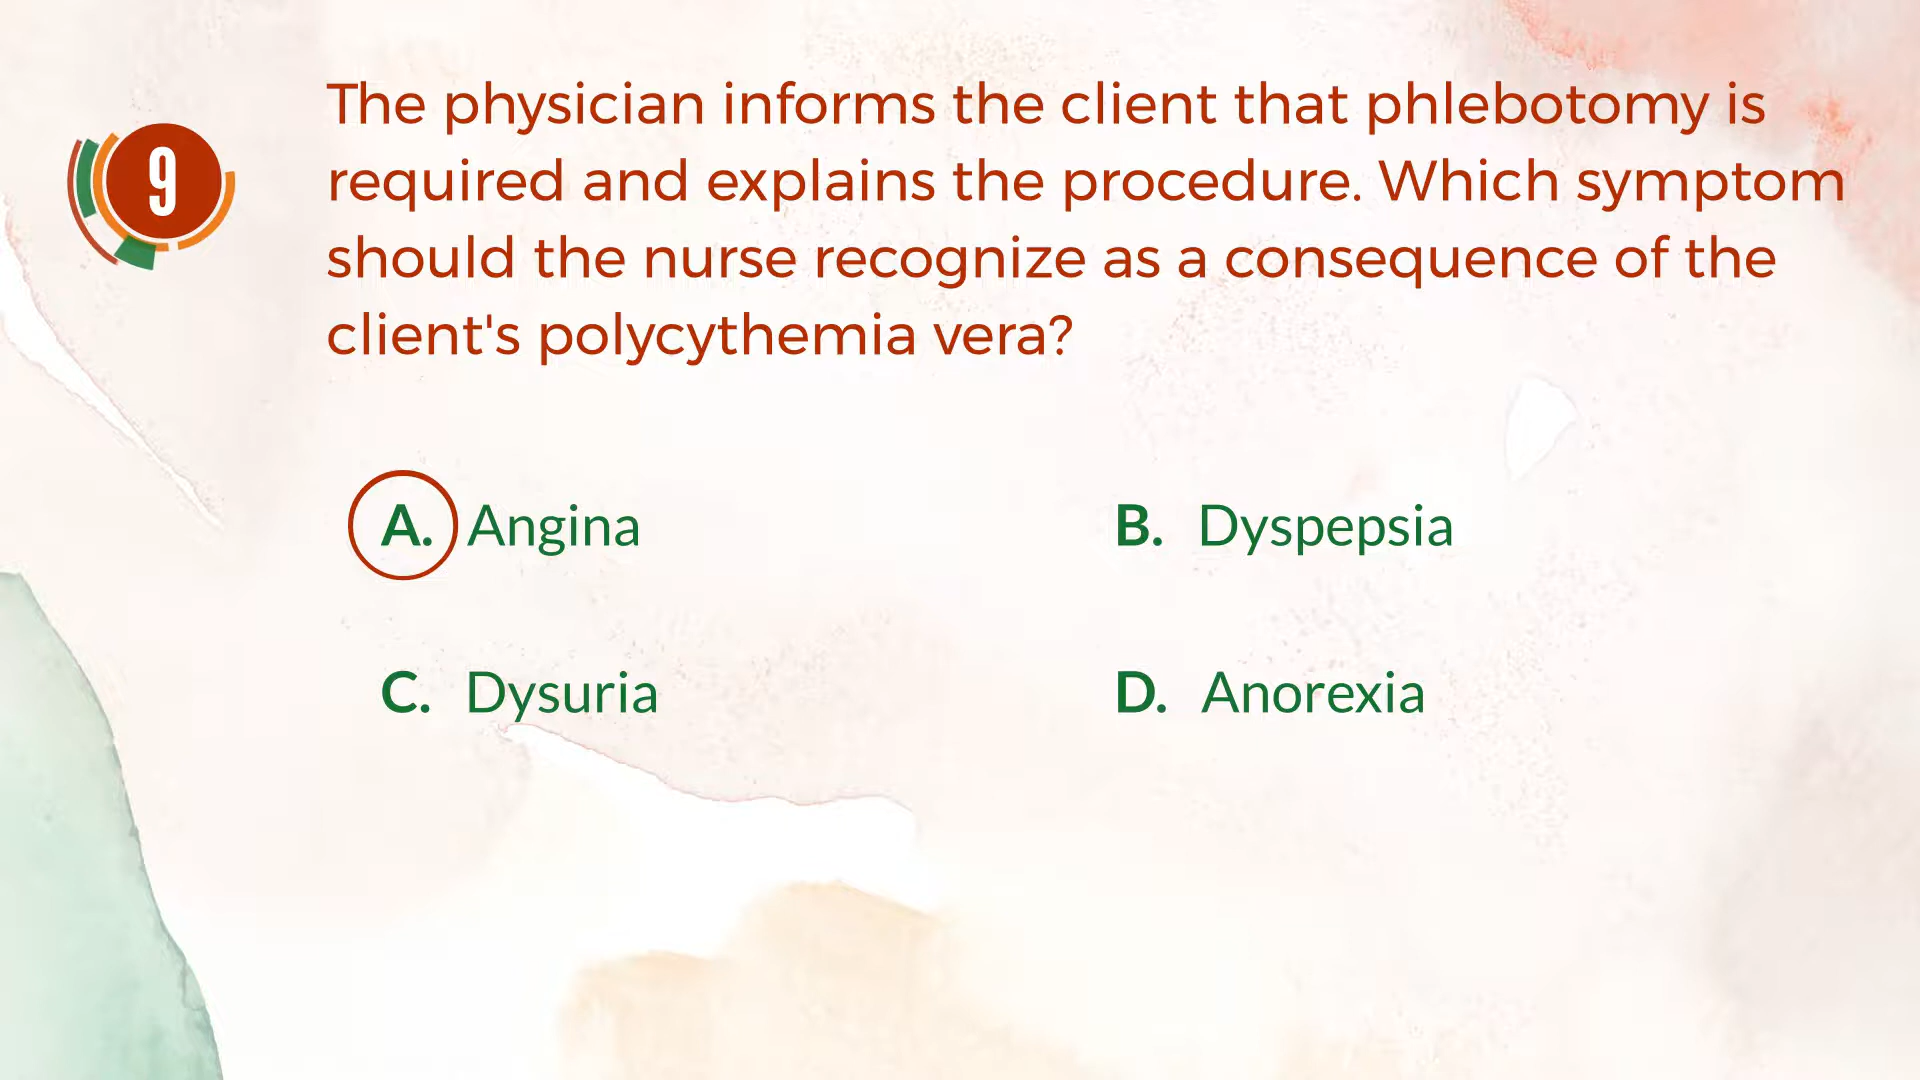 9
The physician informs the client that phlebotomy is
required and explains the procedure. Which symptom
should the nurse recognize as a consequence of the
client's polycythemia vera?
A. Angina
B. Dyspepsia
C. Dysuria
D. Anorexia